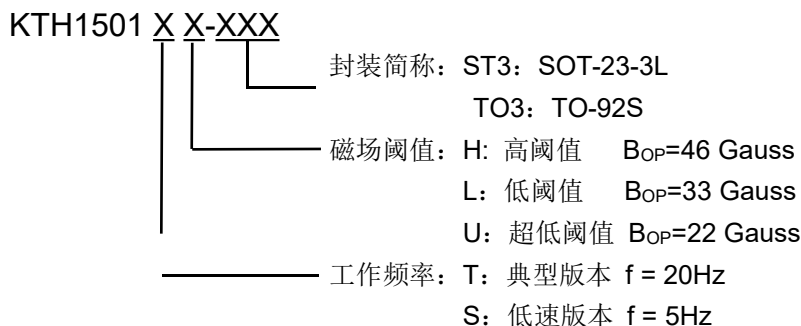 KTH1501 X X-XXX
封装简称：ST3：SOT-23-3L
TO3：TO-92S
磁场阈值：H: 高阈值 BOP=46 Gauss
L：低阈值 BOP=33 Gauss
U：超低阈值 BOP=22 Gauss
工作频率：T：典型版本 f = 20Hz
S：低速版本 f = 5Hz